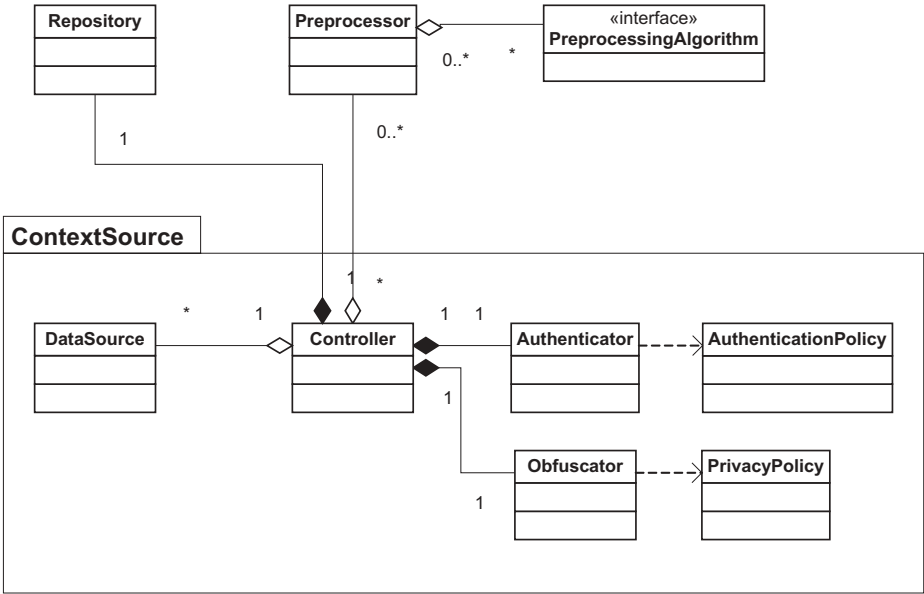 Repository
Preprocessor
«interface»
PreprocessingAlgorithm
0..*
*
1
0..*
ContextSource
1
*
*
1
1
1
DataSource
Controller
Authenticator
AuthenticationPolicy
1
Obfuscator
PrivacyPolicy
1